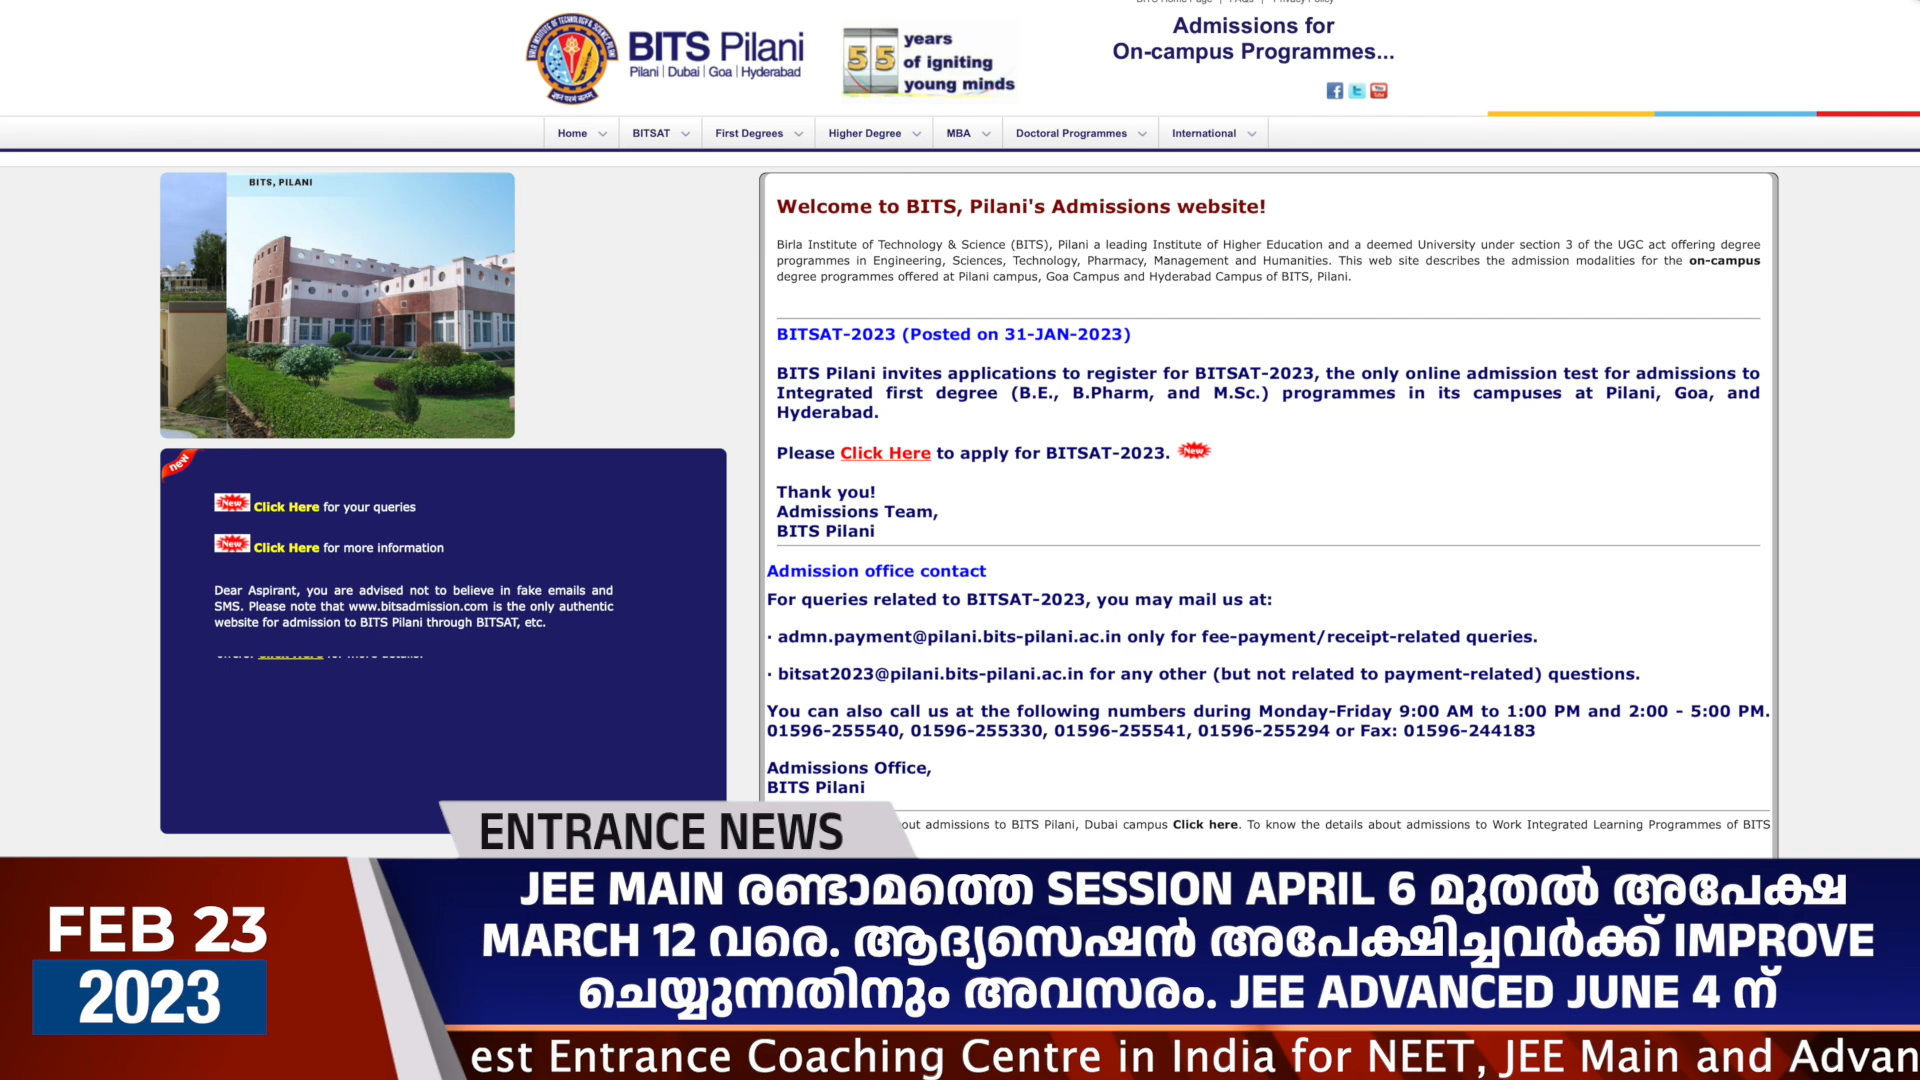 Admissions for
On-campus Programmes...
BITS Pilani
Pilani | Dubai | Goa | Hyderabad
55 years
of igniting
young minds
Home
BITSAT
First Degrees
Higher Degree
MBA
Doctoral Programmes
International
BITS, PILANI
Welcome to BITS, Pilani's Admissions website!
Birla Institute of Technology & Science (BITS), Pilani a leading Institute of Higher Education and a deemed University under section 3 of the UGC act offering degree
programmes in Engineering, Sciences, Technology, Pharmacy, Management and Humanities. This web site describes the admission modalities for the on-campus
degree programmes offered at Pilani campus, Goa Campus and Hyderabad Campus of BITS, Pilani.
BITSAT-2023 (Posted on 31-JAN-2023)
BITS Pilani invites applications to register for BITSAT-2023, the only online admission test for admissions to
Integrated first degree (B.E., B.Pharm, and M.Sc.) programmes in its campuses at Pilani, Goa, and
Hyderabad.
Please Click Here to apply for BITSAT-2023. New
Thank you!
Admissions Team,
BITS Pilani
new
New Click Here for your queries
New Click Here for more information
Dear Aspirant, you are advised not to believe in fake emails and
SMS. Please note that www.bitsadmission.com is the only authentic
website for admission to BITS Pilani through BITSAT, etc.
Admission office contact
For queries related to BITSAT-2023, you may mail us at:
· admn.payment@pilani.bits-pilani.ac.in only for fee-payment/receipt-related queries.
· bitsat2023@pilani.bits-pilani.ac.in for any other (but not related to payment-related) questions.
You can also call us at the following numbers during Monday-Friday 9:00 AM to 1:00 PM and 2:00 - 5:00 PM.
01596-255540, 01596-255330, 01596-255541, 01596-255294 or Fax: 01596-244183
Admissions Office,
BITS Pilani
out admissions to BITS Pilani, Dubai campus Click here. To know the details about admissions to Work Integrated Learning Programmes of BITS
ENTRANCE NEWS
FEB 23
2023
JEE MAIN രണ്ടാമത്തെ SESSION APRIL 6 മുതൽ അപേക്ഷ
MARCH 12 വരെ. ആദ്യസെഷൻ അപേക്ഷിച്ചവർക്ക് IMPROVE
ചെയ്യുന്നതിനും അവസരം. JEE ADVANCED JUNE 4 ന്
est Entrance Coaching Centre in India for NEET, JEE Main and Advan